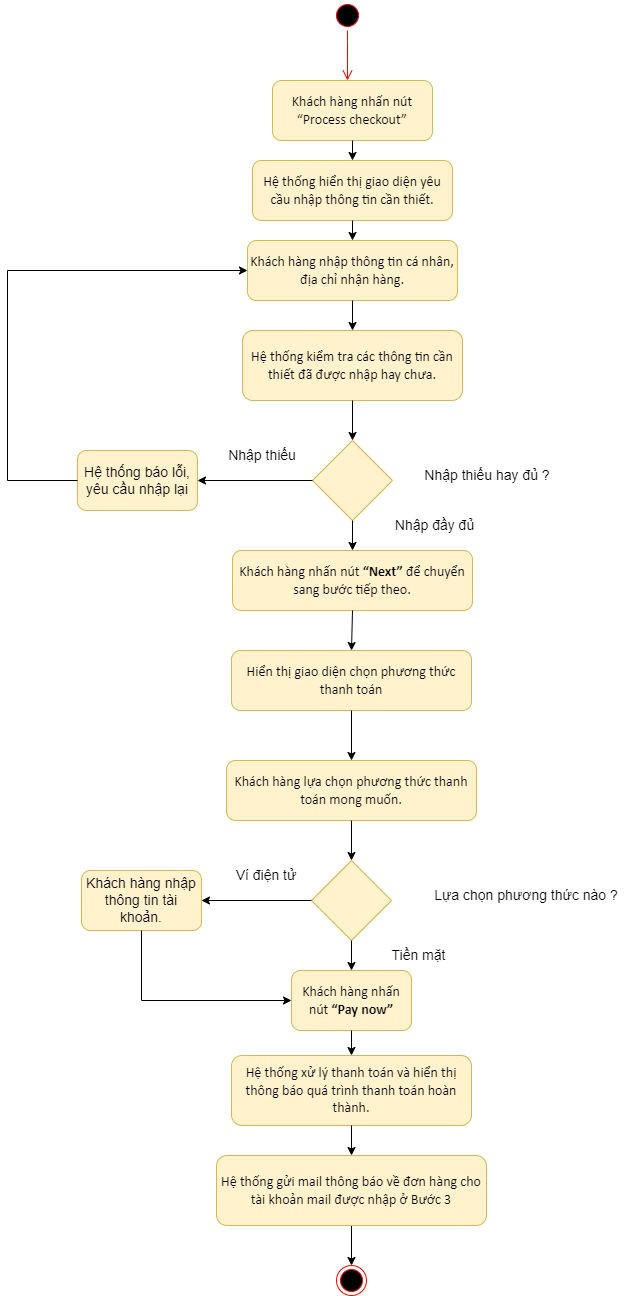 Khách hàng nhấn nút
“Process checkout”
Hệ thống hiển thị giao diện yêu
cầu nhập thông tin cần thiết.
Khách hàng nhập thông tin cá nhân,
địa chỉ nhận hàng.
Hệ thống kiểm tra các thông tin cần
thiết đã được nhập hay chưa.
Nhập thiếu
Hệ thống báo lỗi,
yêu cầu nhập lại
Nhập thiếu hay đủ ?
Nhập đầy đủ
Khách hàng nhấn nút “Next” để chuyển
sang bước tiếp theo.
Hiển thị giao diện chọn phương thức
thanh toán
Khách hàng lựa chọn phương thức thanh
toán mong muốn.
Ví điện tử
Khách hàng nhập
thông tin tài
khoản.
Lựa chọn phương thức nào ?
Tiền mặt
Khách hàng nhấn
nút “Pay now”
Hệ thống xử lý thanh toán và hiển thị
thông báo quá trình thanh toán hoàn
thành.
Hệ thống gửi mail thông báo về đơn hàng cho
tài khoản mail được nhập ở Bước 3